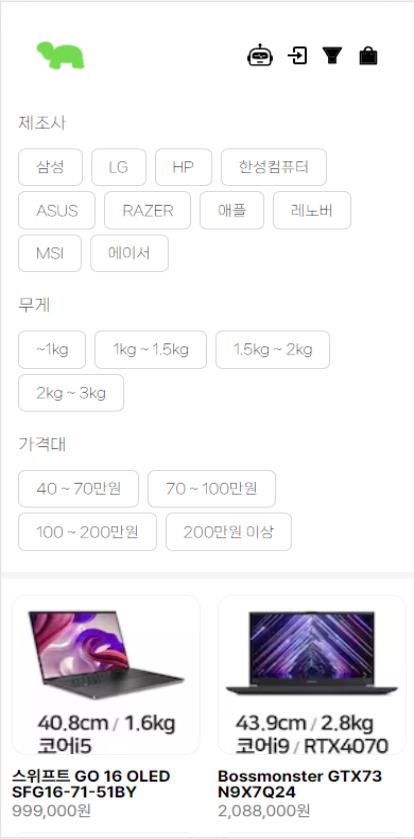 제조사
삼성 LG HP 한성컴퓨터
ASUS RAZER 애플 레노버
MSI 에이서
무게
~1kg 1kg ~ 1.5kg 1.5kg ~ 2kg
2kg ~ 3kg
가격대
40 ~ 70만원 70 ~ 100만원
100 ~ 200만원 200만원 이상
40.8cm / 1.6kg
코어i5
스위프트 GO 16 OLED
SFG16-71-51BY
999,000원
43.9cm / 2.8kg
코어i9 / RTX4070
Bossmonster GTX73
N9X7Q24
2,088,000원